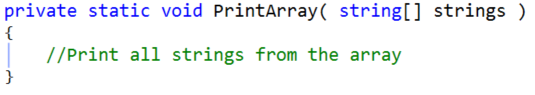 private static void PrintArray( string[] strings )
{
//Print all strings from the array
}